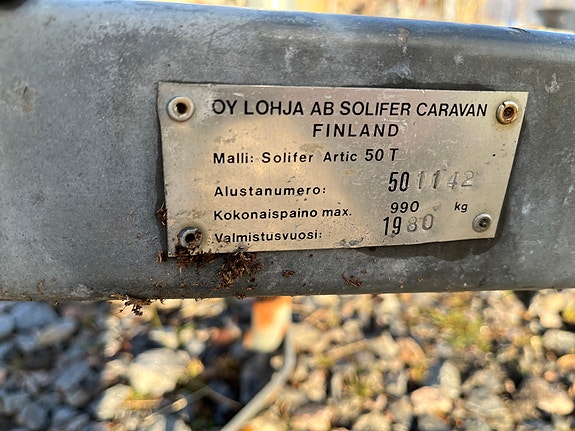 OY LOHJA AB SOLIFER CARAVAN
FINLAND
Malli: Solifer Artic 50 T
Alustanumero: 501142
Kokonaispaino max. 990 kg
Valmistusvuosi: 1980